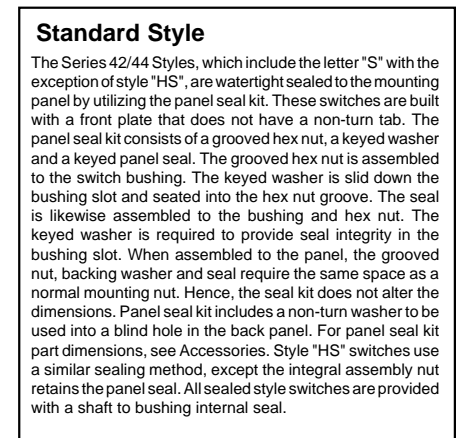 Standard Style
The Series 42/44 Styles, which include the letter "S" with the
exception of style "HS", are watertight sealed to the mounting
panel by utilizing the panel seal kit. These switches are built
with a front plate that does not have a non-turn tab. The
panel seal kit consists of a grooved hex nut, a keyed washer
and a keyed panel seal. The grooved hex nut is assembled
to the switch bushing. The keyed washer is slid down the
bushing slot and seated into the hex nut groove. The seal
is likewise assembled to the bushing and hex nut. The
keyed washer is required to provide seal integrity in the
bushing slot. When assembled to the panel, the grooved
nut, backing washer and seal require the same space as a
normal mounting nut. Hence, the seal kit does not alter the
dimensions. Panel seal kit includes a non-turn washer to be
used into a blind hole in the back panel. For panel seal kit
part dimensions, see Accessories. Style "HS" switches use
a similar sealing method, except the integral assembly nut
retains the panel seal. All sealed style switches are provided
with a shaft to bushing internal seal.